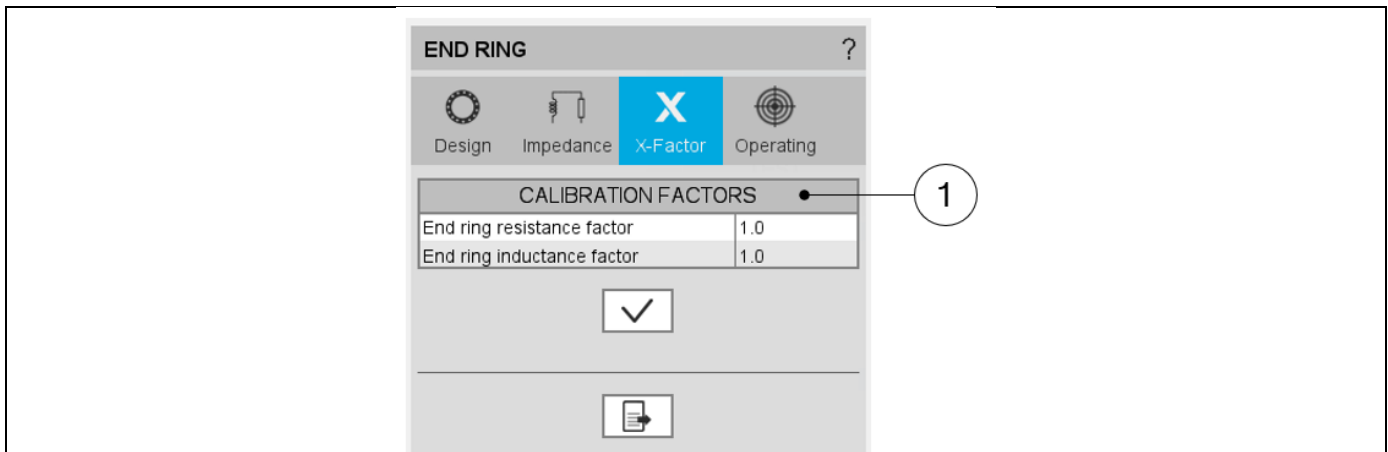 END RING ?
Design Impedance X-Factor Operating
CALIBRATION FACTORS
1
End ring resistance factor 1.0
End ring inductance factor 1.0